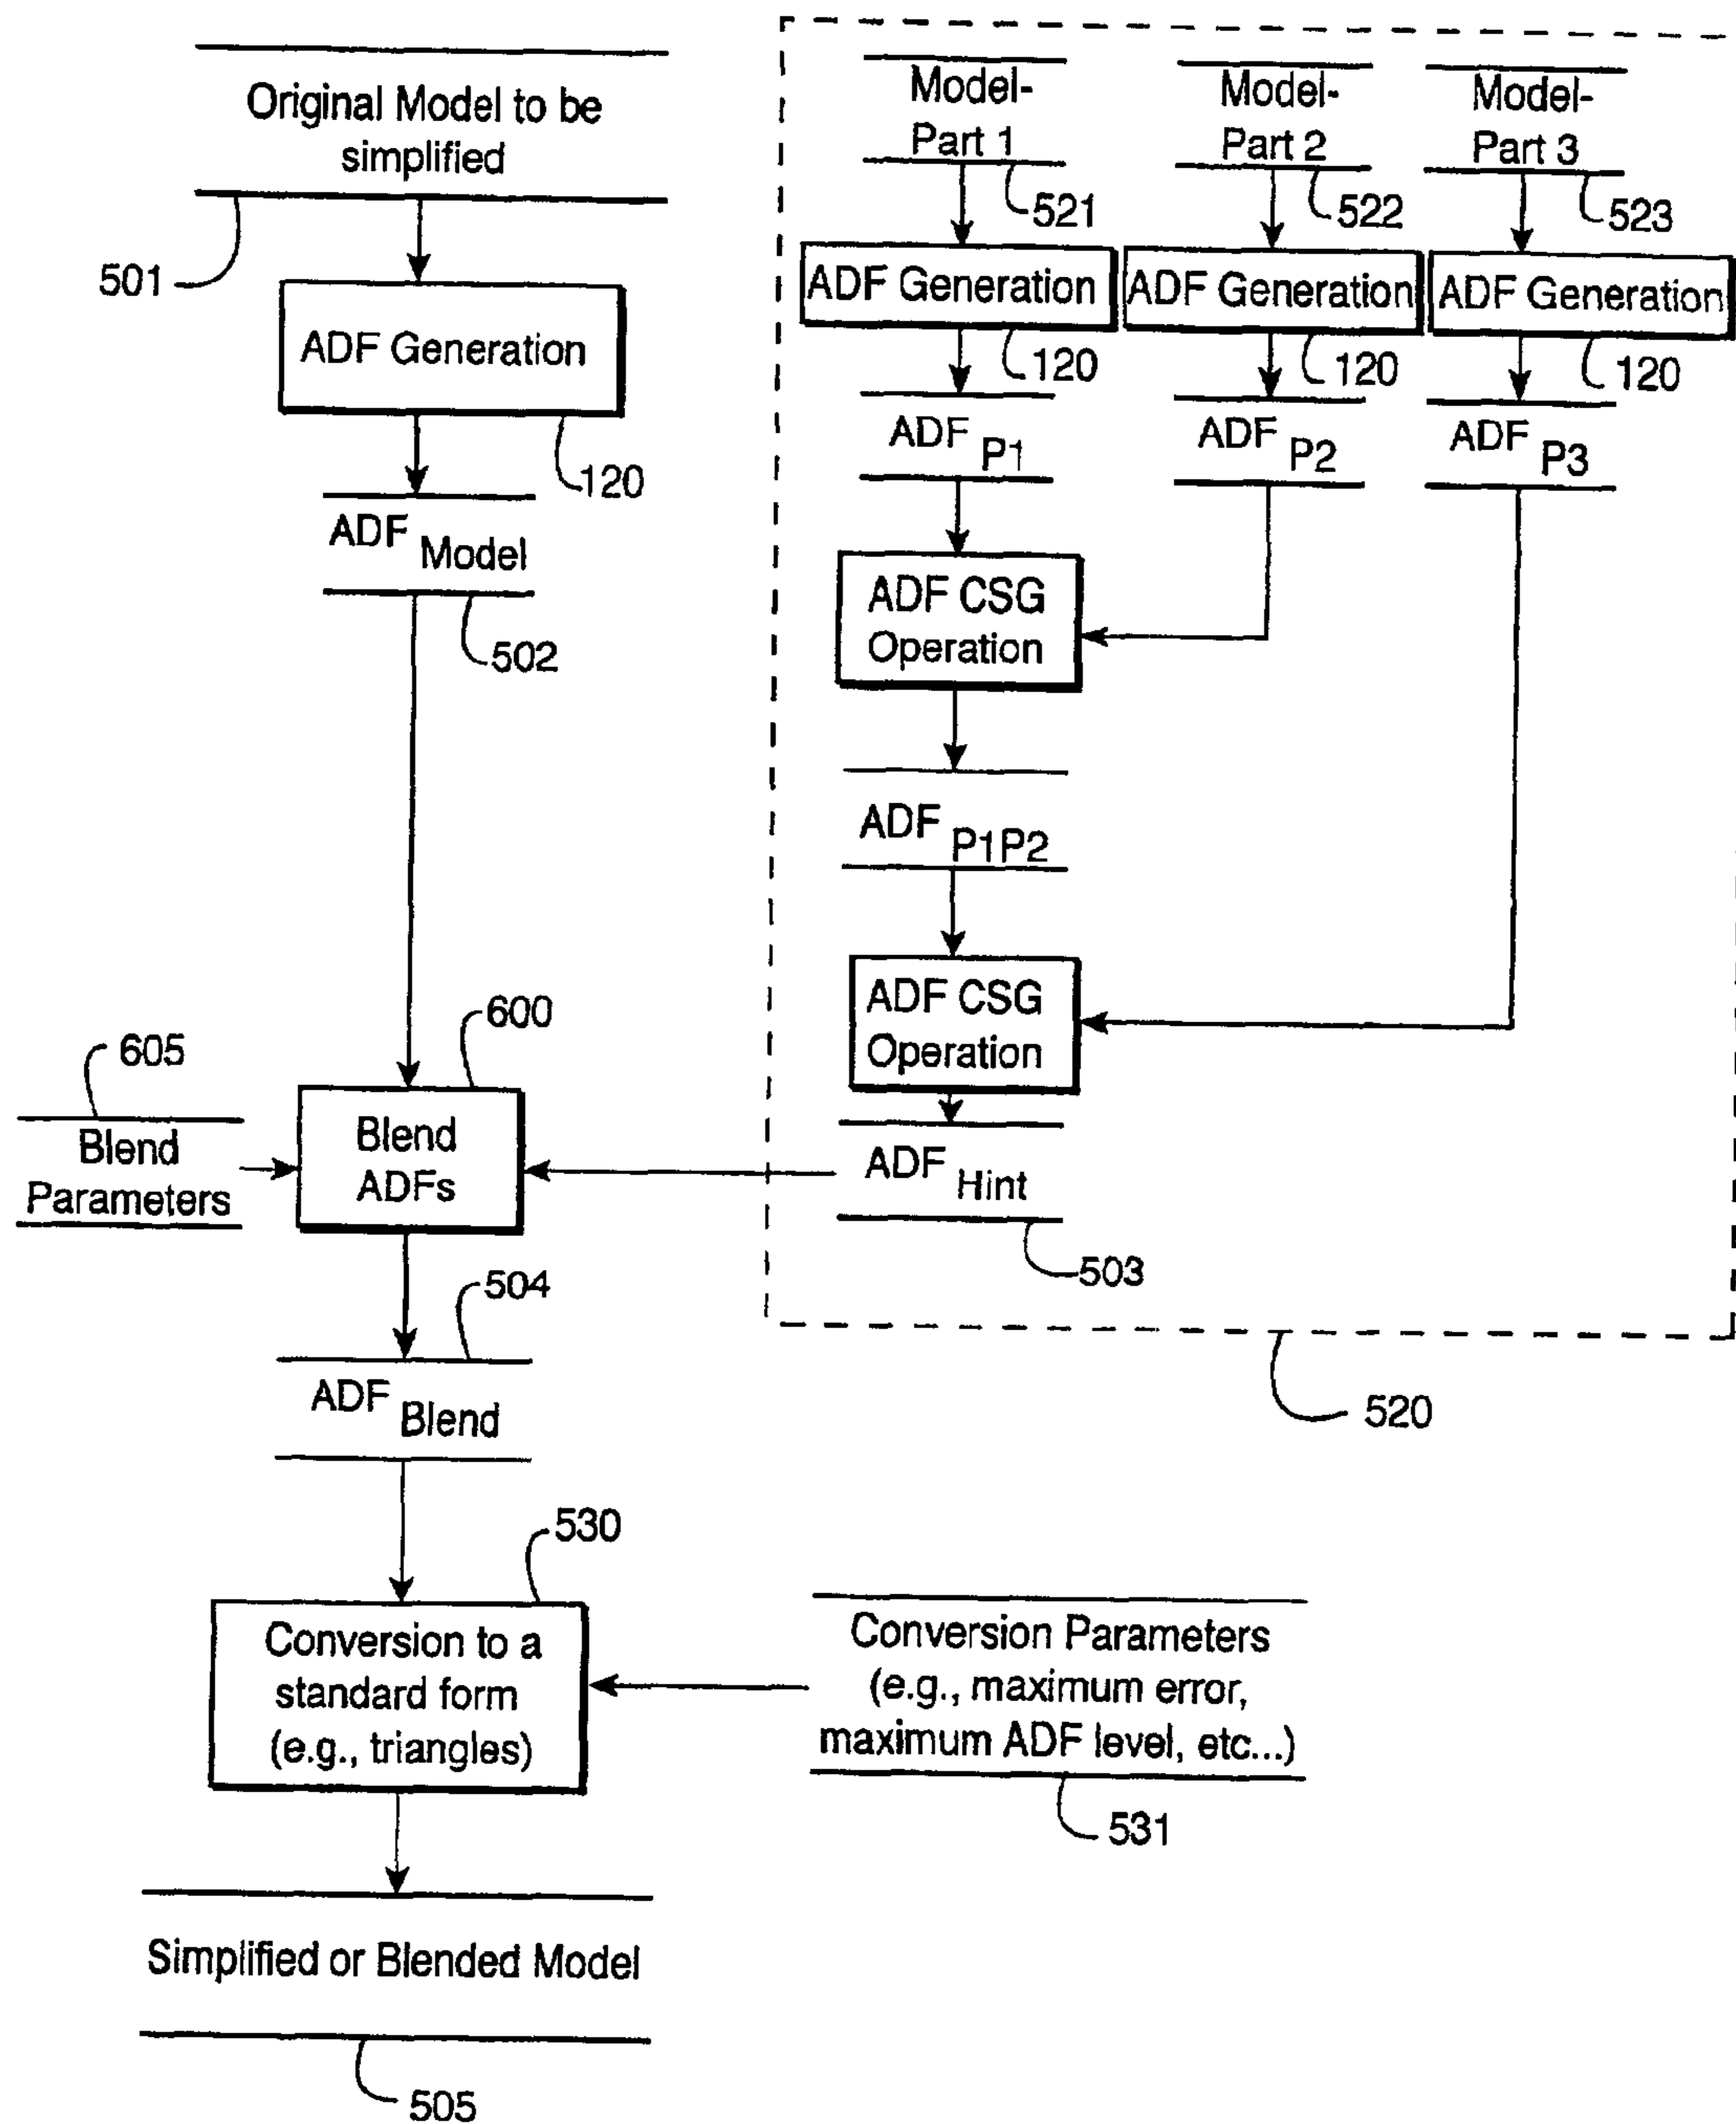 Original Model to be
simplified
501
ADF Generation
120
ADF Model
502
Model-
Part 1
521
Model-
Part 2
522
Model-
Part 3
523
ADF Generation
120
ADF Generation
120
ADF Generation
120
ADF P1
ADF P2
ADF P3
ADF CSG
Operation
ADF P1P2
ADF CSG
Operation
ADF Hint
503
520
600
605
Blend
Parameters
Blend
ADFs
504
ADF Blend
530
Conversion to a
standard form
(e.g., triangles)
Conversion Parameters
(e.g., maximum error,
maximum ADF level, etc...)
531
Simplified or Blended Model
505